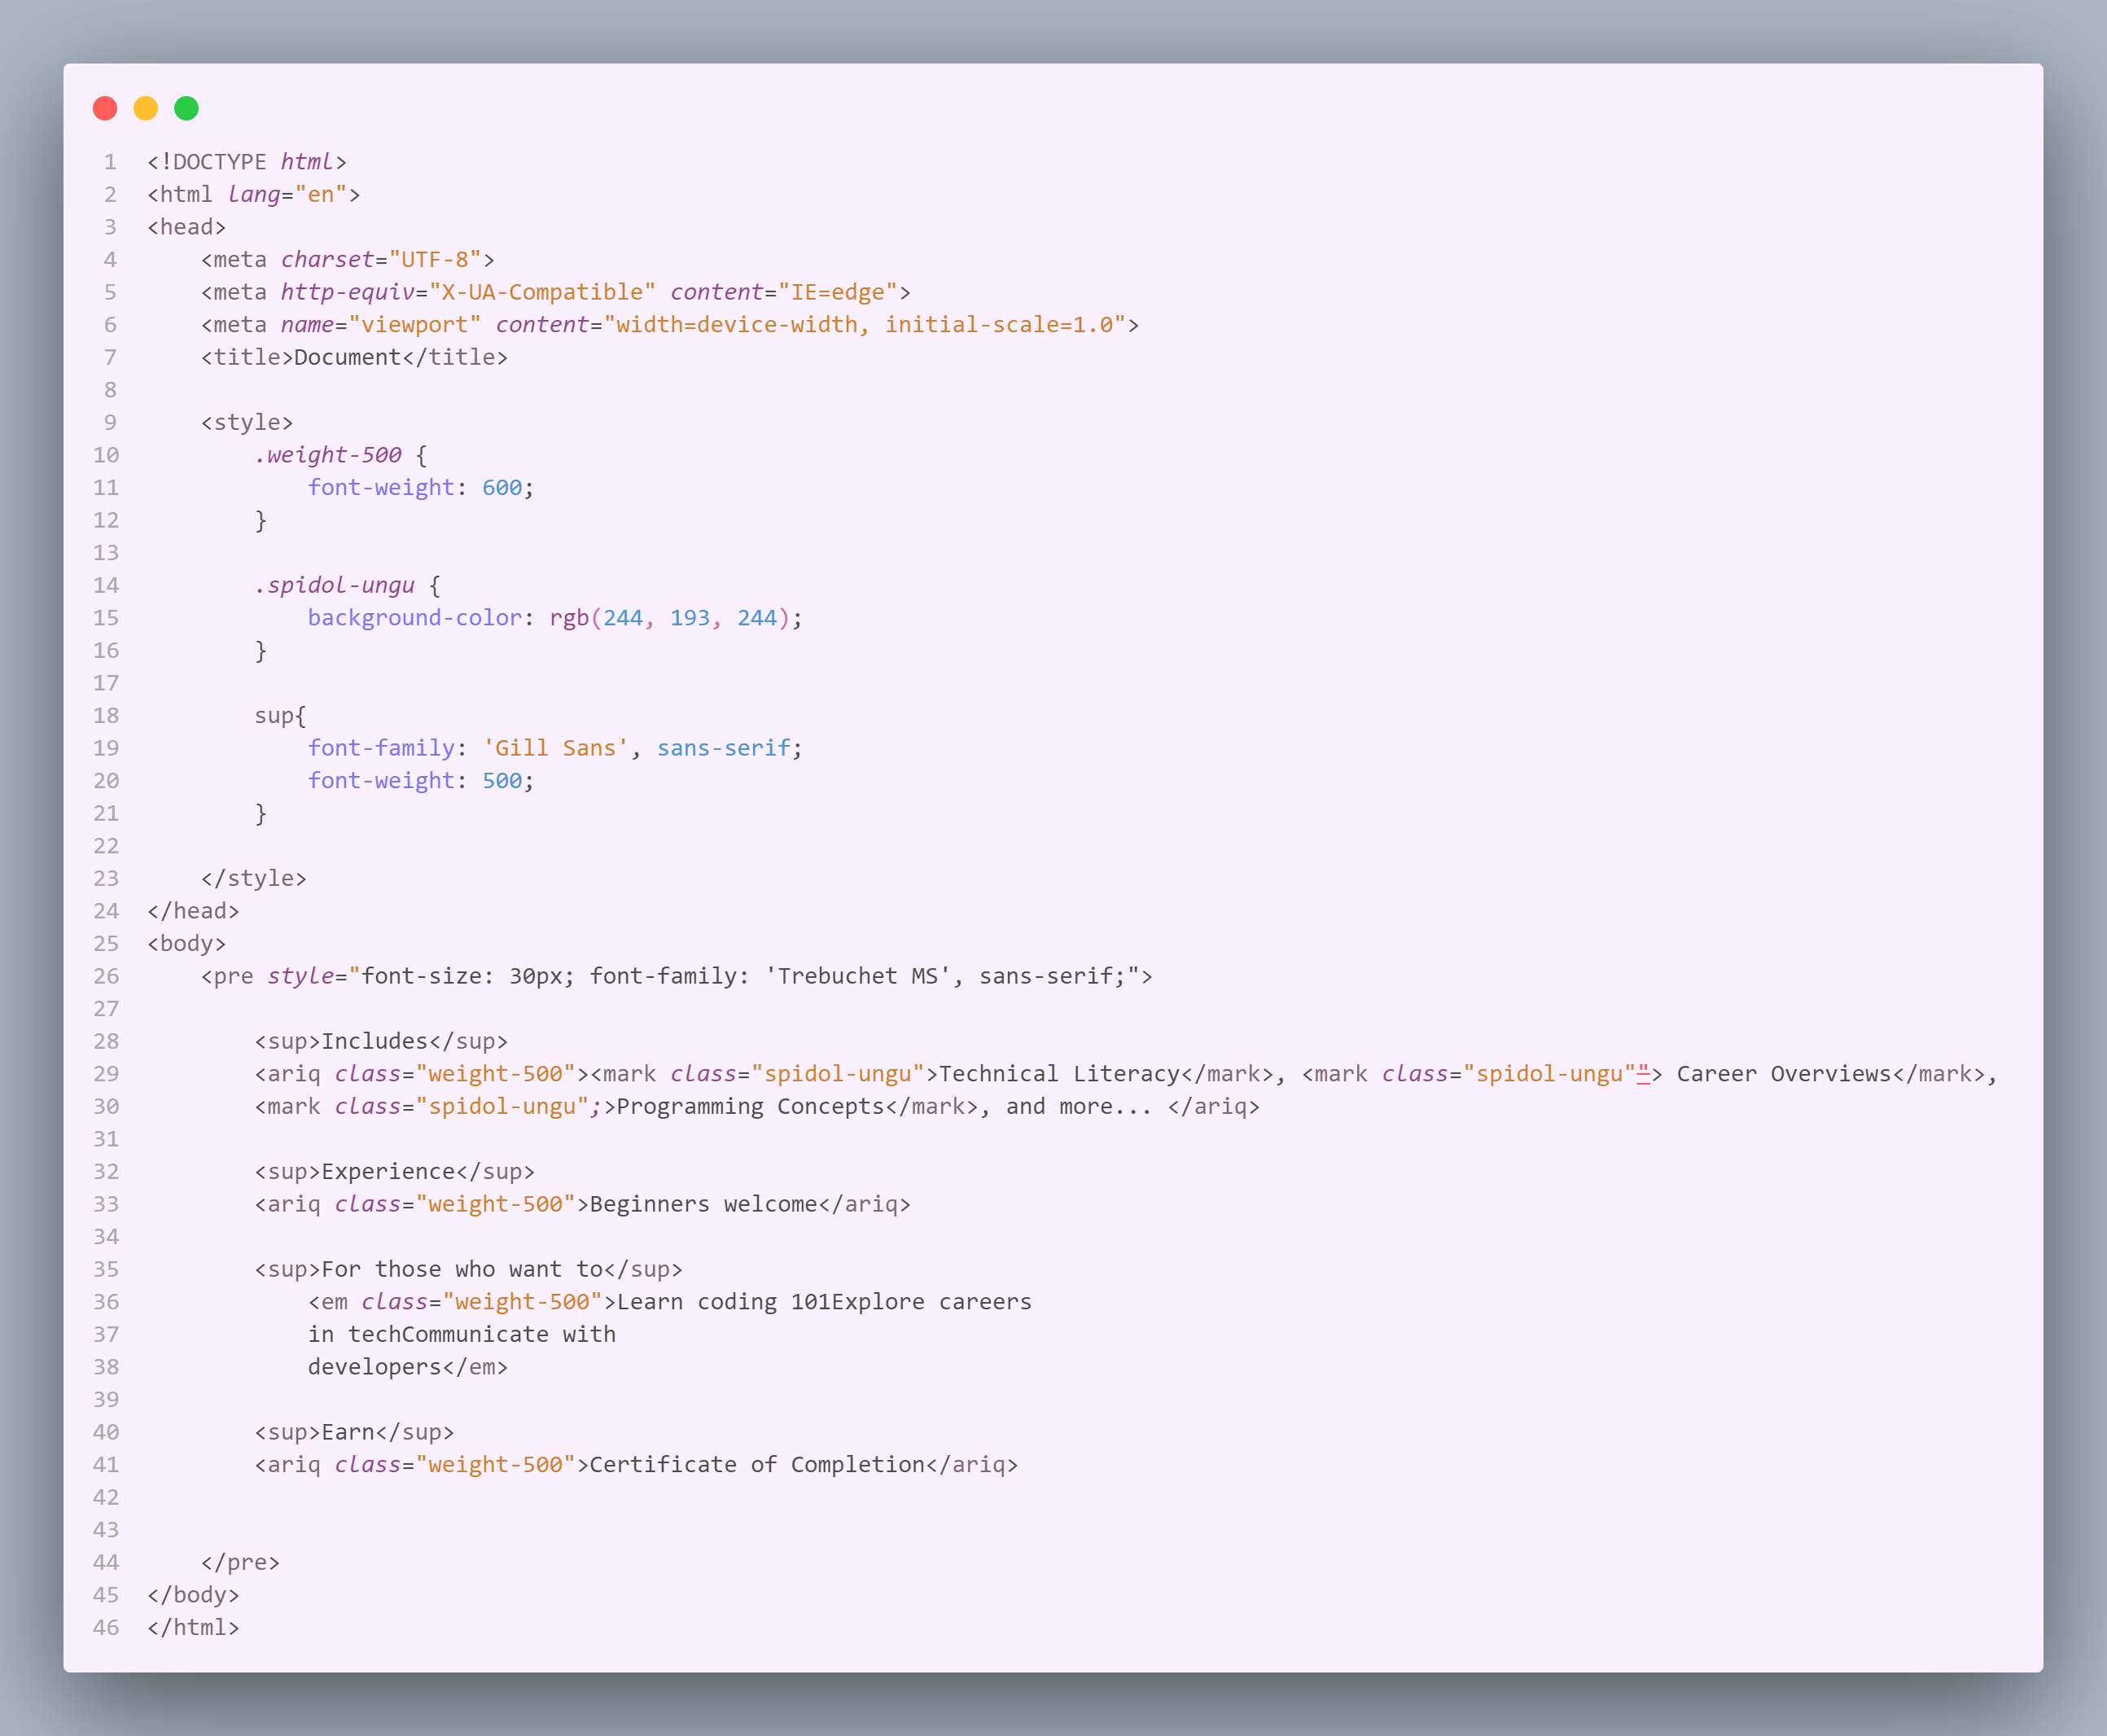 1 <!DOCTYPE html>
2 <html lang="en">
3 <head>
4     <meta charset="UTF-8">
5     <meta http-equiv="X-UA-Compatible" content="IE=edge">
6     <meta name="viewport" content="width=device-width, initial-scale=1.0">
7     <title>Document</title>
8
9     <style>
10         .weight-500 {
11             font-weight: 600;
12         }
13
14         .spidol-ungu {
15             background-color: rgb(244, 193, 244);
16         }
17
18         sup{
19             font-family: 'Gill Sans', sans-serif;
20             font-weight: 500;
21         }
22
23     </style>
24 </head>
25 <body>
26     <pre style="font-size: 30px; font-family: 'Trebuchet MS', sans-serif;">
27
28         <sup>Includes</sup>
29         <ariq class="weight-500"><mark class="spidol-ungu">Technical Literacy</mark>, <mark class="spidol-ungu""> Career Overviews</mark>,
30         <mark class="spidol-ungu";>Programming Concepts</mark>, and more... </ariq>
31
32         <sup>Experience</sup>
33         <ariq class="weight-500">Beginners welcome</ariq>
34
35         <sup>For those who want to</sup>
36             <em class="weight-500">Learn coding 101Explore careers
37             in techCommunicate with
38             developers</em>
39
40         <sup>Earn</sup>
41         <ariq class="weight-500">Certificate of Completion</ariq>
42
43
44     </pre>
45 </body>
46 </html>